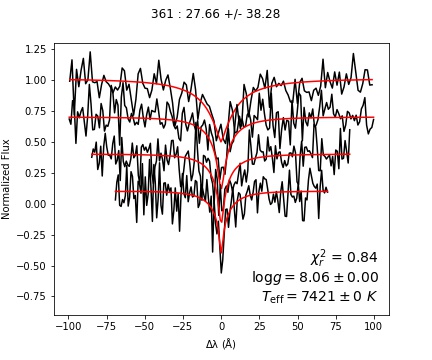 361 : 27.66 +/- 38.28
1.25
1.00
0.75
0.50
0.25
0.00
−0.25
−0.50
−0.75
Normalized Flux
χ²ᵣ = 0.84
logg = 8.06 ± 0.00
T_eff = 7421 ± 0 K
−100 −75 −50 −25 0 25 50 75 100
Δλ (Å)